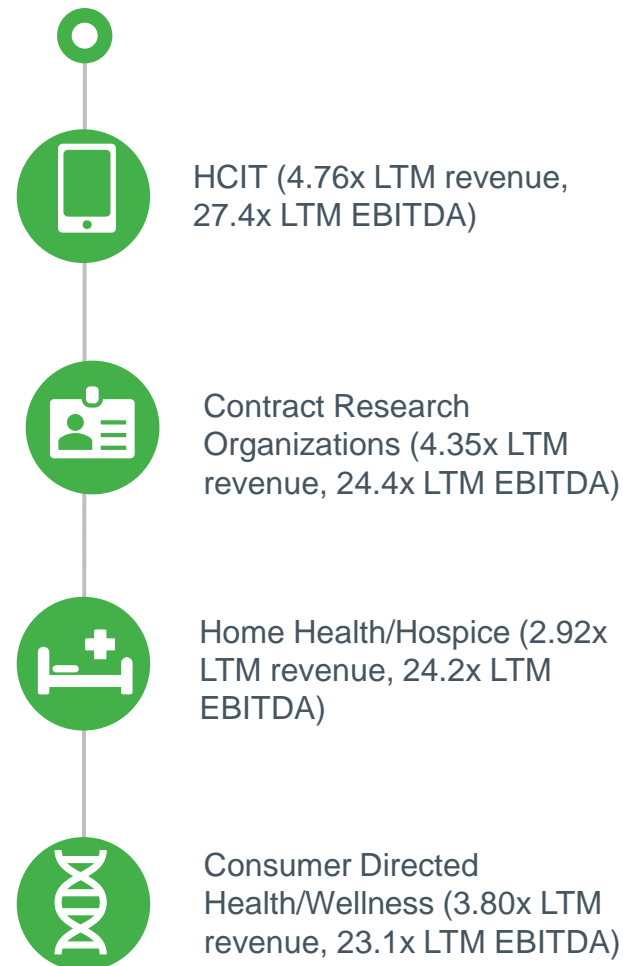 HCIT (4.76x LTM revenue,
27.4x LTM EBITDA)
Contract Research
Organizations (4.35x LTM
revenue, 24.4x LTM EBITDA)
Home Health/Hospice (2.92x
LTM revenue, 24.2x LTM
EBITDA)
Consumer Directed
Health/Wellness (3.80x LTM
revenue, 23.1x LTM EBITDA)